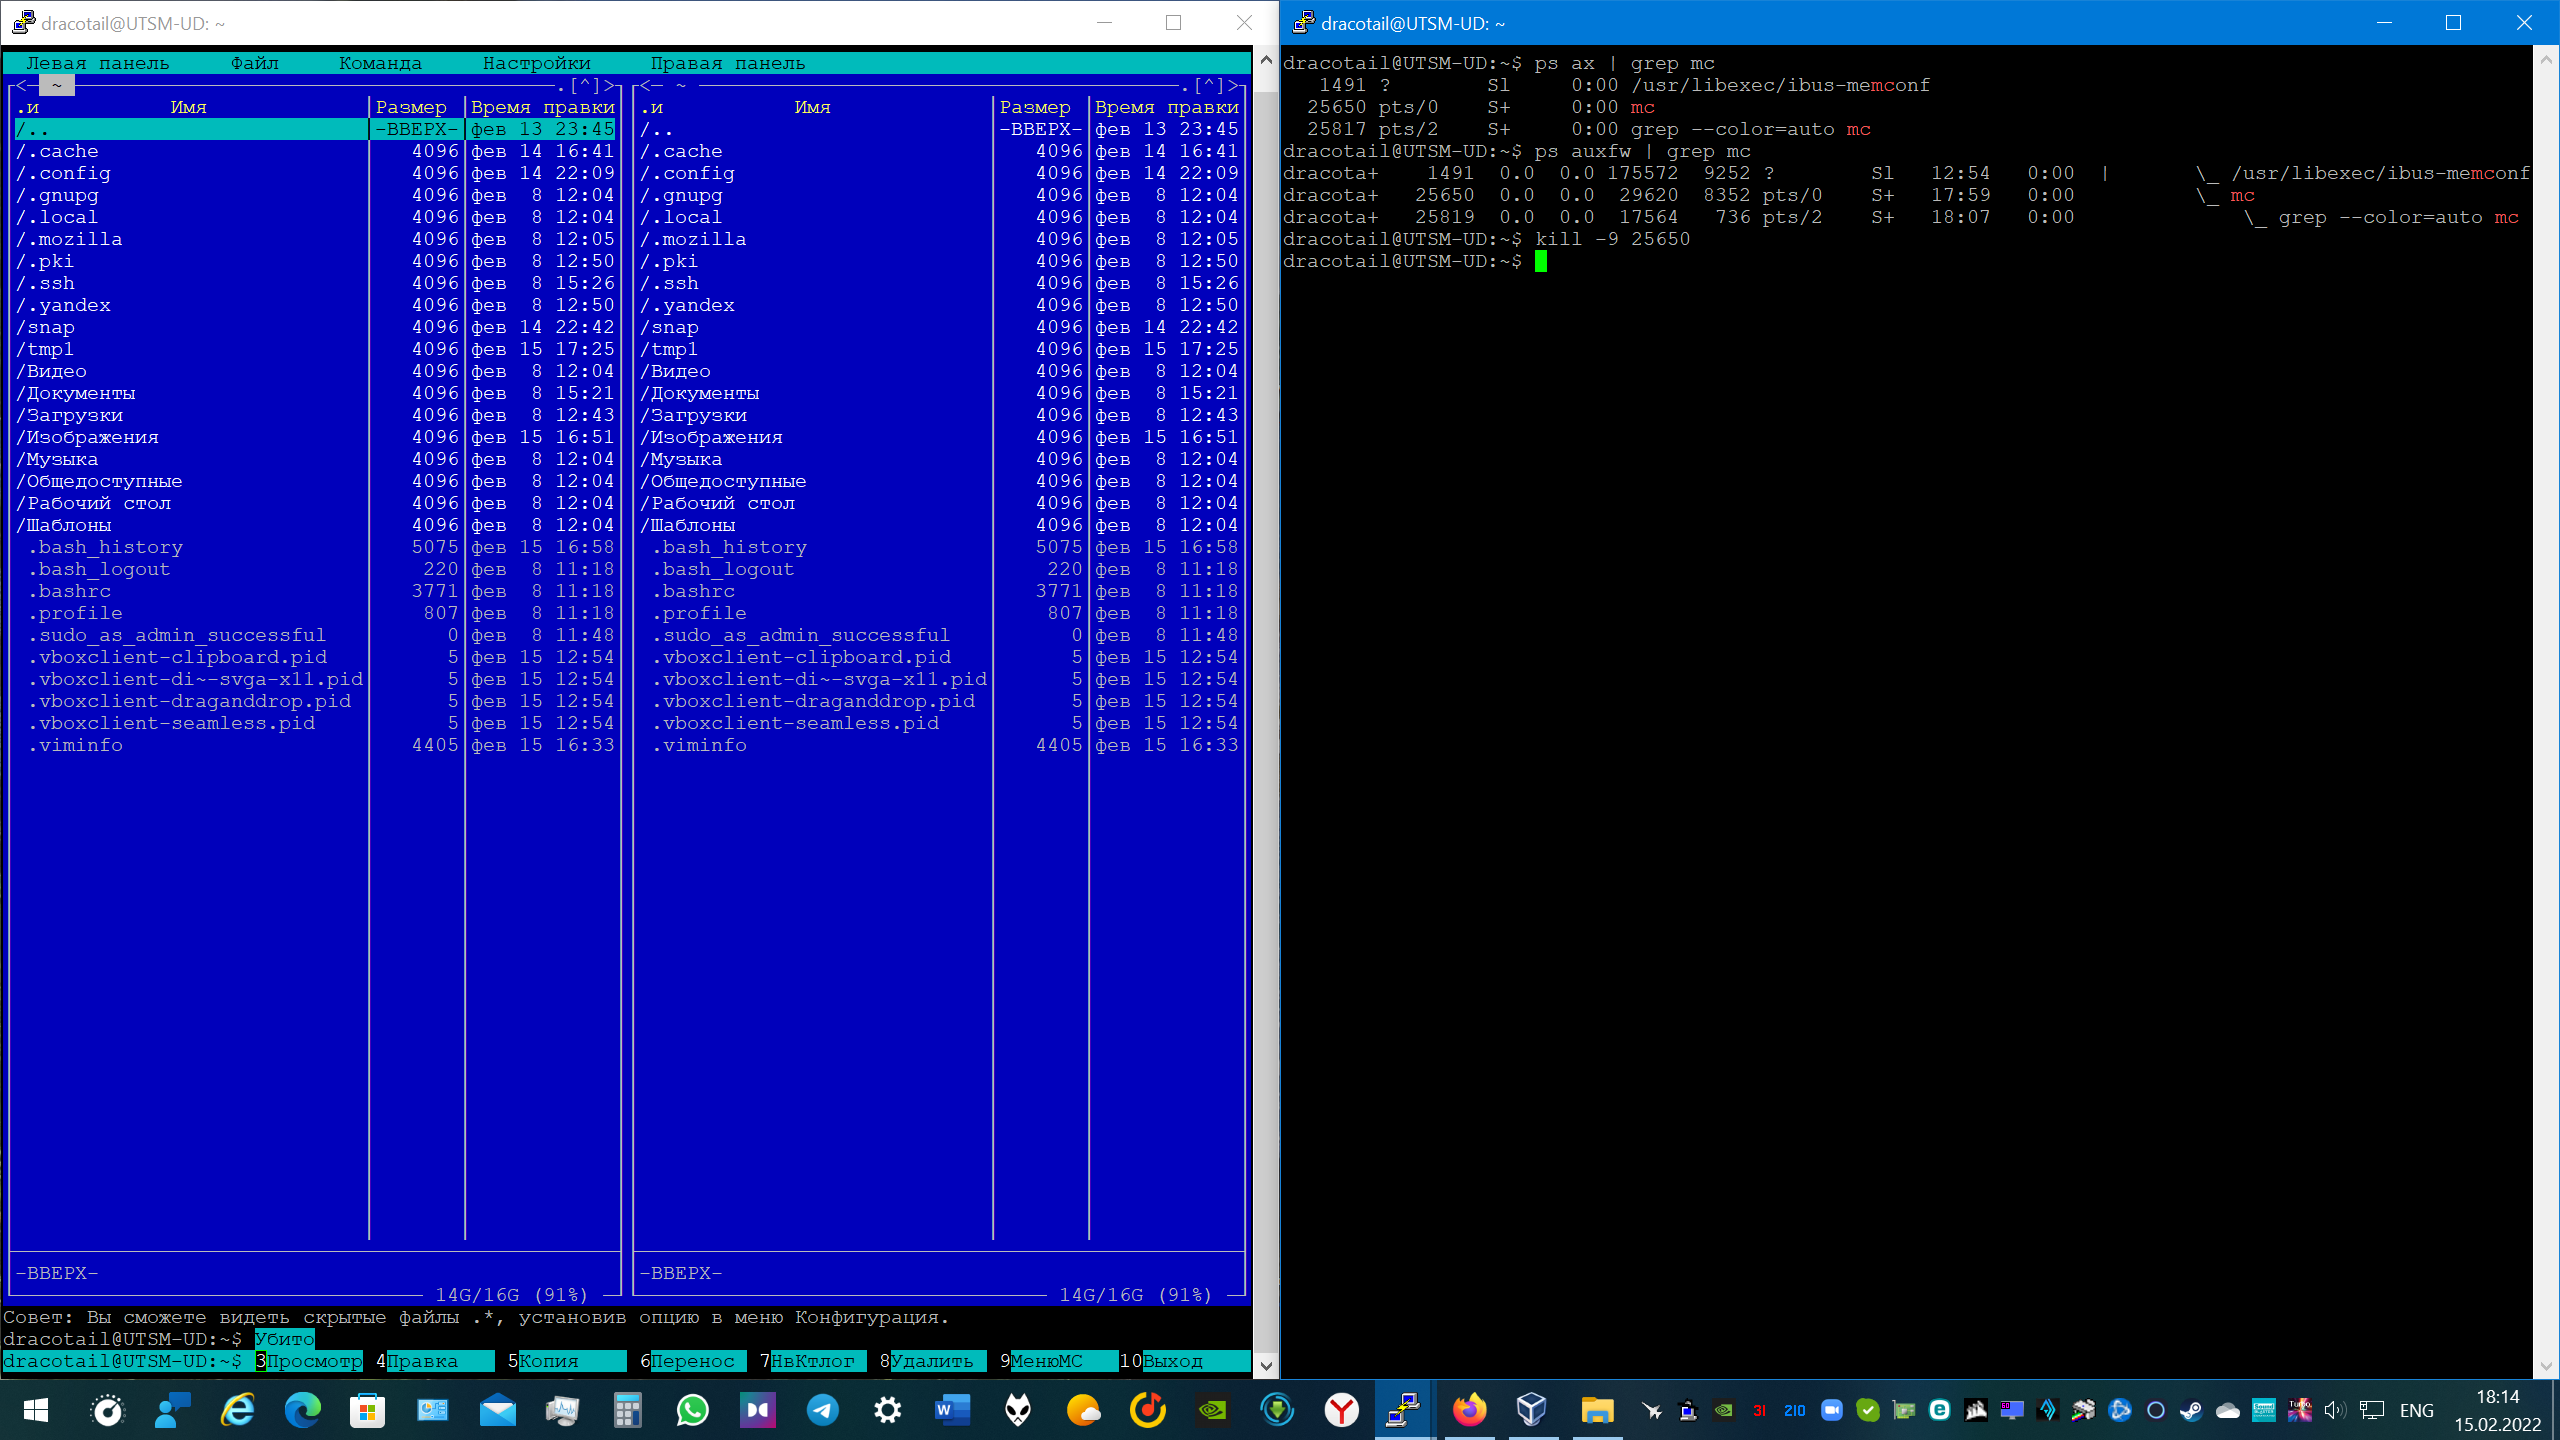 dracotail@UTSM-UD: ~
Левая панель Файл Команда Настройки Правая панель
<─ ~ .[^]> <─ ~ .[^]>
.и Имя Размер Время правки .и Имя Размер Время правки
/.. -ВВЕРХ- фев 13 23:45 /.. -ВВЕРХ- фев 13 23:45
/.cache 4096 фев 14 16:41 /.cache 4096 фев 14 16:41
/.config 4096 фев 14 22:09 /.config 4096 фев 14 22:09
/.gnupg 4096 фев 8 12:04 /.gnupg 4096 фев 8 12:04
/.local 4096 фев 8 12:04 /.local 4096 фев 8 12:04
/.mozilla 4096 фев 8 12:05 /.mozilla 4096 фев 8 12:05
/.pki 4096 фев 8 12:50 /.pki 4096 фев 8 12:50
/.ssh 4096 фев 8 15:26 /.ssh 4096 фев 8 15:26
/.yandex 4096 фев 8 12:50 /.yandex 4096 фев 8 12:50
/snap 4096 фев 14 22:42 /snap 4096 фев 14 22:42
/tmp1 4096 фев 15 17:25 /tmp1 4096 фев 15 17:25
/Видео 4096 фев 8 12:04 /Видео 4096 фев 8 12:04
/Документы 4096 фев 8 15:21 /Документы 4096 фев 8 15:21
/Загрузки 4096 фев 8 12:43 /Загрузки 4096 фев 8 12:43
/Изображения 4096 фев 15 16:51 /Изображения 4096 фев 15 16:51
/Музыка 4096 фев 8 12:04 /Музыка 4096 фев 8 12:04
/Общедоступные 4096 фев 8 12:04 /Общедоступные 4096 фев 8 12:04
/Рабочий стол 4096 фев 8 12:04 /Рабочий стол 4096 фев 8 12:04
/Шаблоны 4096 фев 8 12:04 /Шаблоны 4096 фев 8 12:04
.bash_history 5075 фев 15 16:58 .bash_history 5075 фев 15 16:58
.bash_logout 220 фев 8 11:18 .bash_logout 220 фев 8 11:18
.bashrc 3771 фев 8 11:18 .bashrc 3771 фев 8 11:18
.profile 807 фев 8 11:18 .profile 807 фев 8 11:18
.sudo_as_admin_successful 0 фев 8 11:48 .sudo_as_admin_successful 0 фев 8 11:48
.vboxclient-clipboard.pid 5 фев 15 12:54 .vboxclient-clipboard.pid 5 фев 15 12:54
.vboxclient-di~-svga-x11.pid 5 фев 15 12:54 .vboxclient-di~-svga-x11.pid 5 фев 15 12:54
.vboxclient-draganddrop.pid 5 фев 15 12:54 .vboxclient-draganddrop.pid 5 фев 15 12:54
.vboxclient-seamless.pid 5 фев 15 12:54 .vboxclient-seamless.pid 5 фев 15 12:54
.viminfo 4405 фев 15 16:33 .viminfo 4405 фев 15 16:33
-ВВЕРХ- -ВВЕРХ-
14G/16G (91%) 14G/16G (91%)
Совет: Вы сможете видеть скрытые файлы .*, установив опцию в меню Конфигурация.
dracotail@UTSM-UD:~$ Убито
dracotail@UTSM-UD:~$ 3Просмотр 4Правка 5Копия 6Перенос 7НвКтлог 8Удалить 9МенюMC 10Выход
dracotail@UTSM-UD: ~
dracotail@UTSM-UD:~$ ps ax | grep mc
1491 ? Sl 0:00 /usr/libexec/ibus-memconf
25650 pts/0 S+ 0:00 mc
25817 pts/2 S+ 0:00 grep --color=auto mc
dracotail@UTSM-UD:~$ ps auxfw | grep mc
dracota+ 1491 0.0 0.0 175572 9252 ? Sl 12:54 0:00 | \_ /usr/libexec/ibus-memconf
dracota+ 25650 0.0 0.0 29620 8352 pts/0 S+ 17:59 0:00 \_ mc
dracota+ 25819 0.0 0.0 17564 736 pts/2 S+ 18:07 0:00 \_ grep --color=auto mc
dracotail@UTSM-UD:~$ kill -9 25650
dracotail@UTSM-UD:~$
31 210 60 ENG
18:14
15.02.2022